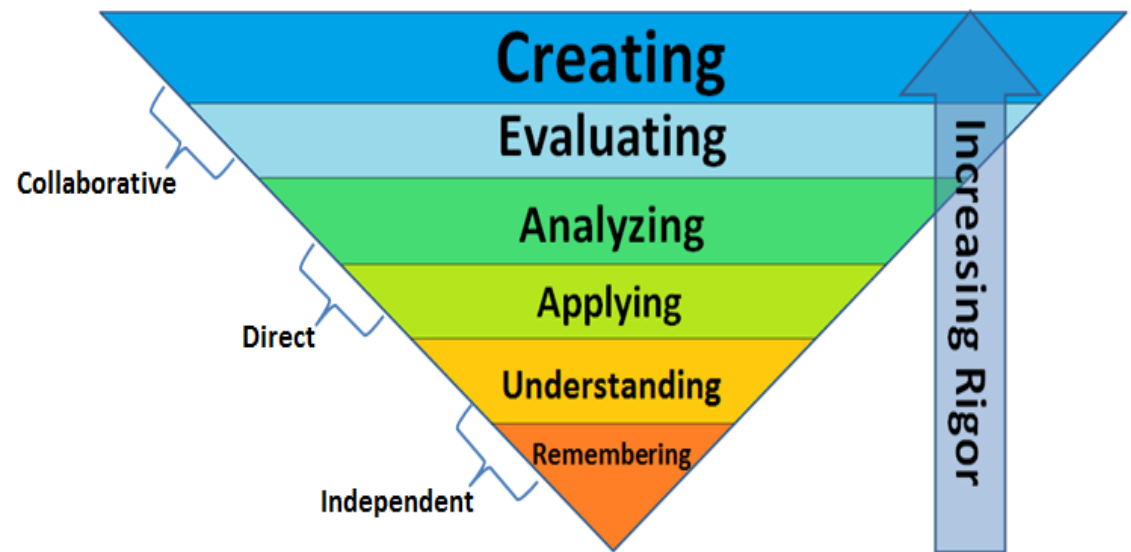 Creating
Evaluating
Collaborative
Analyzing
Applying
Direct
Understanding
Remembering
Independent
Increasing Rigor